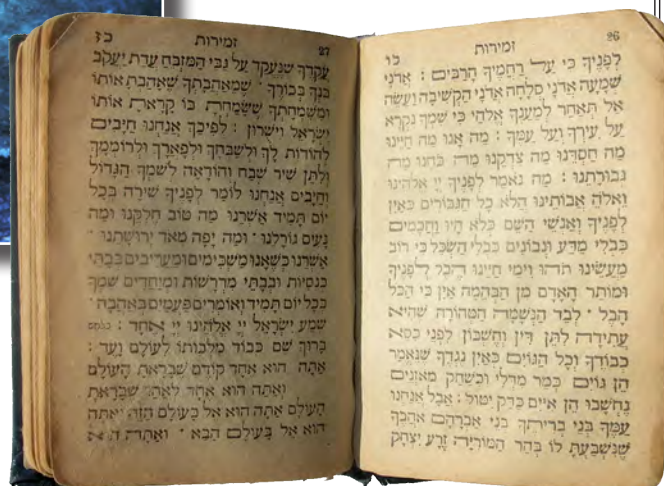 26 זמירות כו
לְפָנֶיךָ כִּי עַל רַחֲמֶיךָ הָרַבִּים : אֲדֹנָי
שְׁמָעָה אֲדֹנָי סְלָחָה אֲדֹנָי הַקְשִׁיבָה וַעֲשֵׂה
אַל תְּאַחַר לְמַעַנְךָ אֱלֹהַי כִּי שִׁמְךָ נִקְרָא
עַל עִירְךָ וְעַל עַמֶּךָ : מָה אָנוּ מֶה חַיֵּינוּ
מֶה חַסְדֵּנוּ מַה צִּדְקֵנוּ מַה כֹּחֵנוּ מַה
גְּבוּרָתֵנוּ : מַה נֹּאמַר לְפָנֶיךָ יְיָ אֱלֹהֵינוּ
וֵאלֹהֵי אֲבוֹתֵינוּ הֲלֹא כָל הַגִּבּוֹרִים כְּאַיִן
לְפָנֶיךָ וְאַנְשֵׁי הַשֵּׁם כְּלֹא הָיוּ וַחֲכָמִים
כִּבְלִי מַדָּע וּנְבוֹנִים כִּבְלִי הַשְׂכֵּל כִּי רוֹב
מַעֲשֵׂינוּ תֹּהוּ וִימֵי חַיֵּינוּ הֶבֶל לְפָנֶיךָ
וּמוֹתַר הָאָדָם מִן הַבְּהֵמָה אָיִן כִּי הַכֹּל
הָבֶל · לְבַד הַנְּשָׁמָה הַטְּהוֹרָה שֶׁהִיא
עֲתִידָה לִתֵּן דִּין וְחֶשְׁבּוֹן לִפְנֵי כִסֵּא
כְבוֹדֶךָ וְכָל הַגּוֹיִם כְּאַיִן נֶגְדֶּךָ שֶׁנֶּאֱמַר
הֵן גּוֹיִם כְּמַר מִדְּלִי וּכְשַׁחַק מֹאזְנַיִם
נֶחְשָׁבוּ הֵן אִיִּים כַּדַּק יִטּוֹל : אֲבָל אֲנַחְנוּ
עַמְּךָ בְּנֵי בְרִיתֶךָ בְּנֵי אַבְרָהָם אֹהַבְךָ
שֶׁנִּשְׁבַּעְתָּ לּוֹ בְּהַר הַמּוֹרִיָּה זֶרַע יִצְחָק
27 זמירות כז
עֲקֵדְךָ שֶׁנֶּעֱקַד עַל גַּבֵּי הַמִּזְבֵּחַ עֲדַת יַעֲקֹב
בִּנְךָ בְּכוֹרֶךָ · שֶׁמֵּאַהֲבָתְךָ שֶׁאָהַבְתָּ אוֹתוֹ
וּמִשִּׂמְחָתְךָ שֶׁשָּׂמַחְתָּ בּוֹ קָרָאתָ אוֹתוֹ
יִשְׂרָאֵל וִישֻׁרוּן : לְפִיכָךְ אֲנַחְנוּ חַיָּבִים
לְהוֹדוֹת לָךְ וּלְשַׁבֵּחֲךָ וּלְפָאֶרְךָ וּלְרוֹמְמֶךָ
וְלִתֵּן שִׁיר שֶׁבַח וְהוֹדָאָה לְשִׁמְךָ הַגָּדוֹל
וְחַיָּבִים אֲנַחְנוּ לוֹמַר לְפָנֶיךָ שִׁירָה בְּכָל
יוֹם תָּמִיד אַשְׁרֵנוּ מַה טּוֹב חֶלְקֵנוּ וּמַה
נָּעִים גּוֹרָלֵנוּ · וּמַה יָּפָה מְאֹד יְרוּשָׁתֵנוּ ·
אַשְׁרֵנוּ כְּשֶׁאָנוּ מַשְׁכִּימִים וּמַעֲרִיבִים בְּבָתֵּי
כְנֵסִיּוֹת וּבְבָתֵּי מִדְרָשׁוֹת וּמְיַחֲדִים שִׁמְךָ
בְּכָל יוֹם תָּמִיד וְאוֹמְרִים פַּעֲמַיִם בְּאַהֲבָה ·
שְׁמַע יִשְׂרָאֵל יְיָ אֱלֹהֵינוּ יְיָ אֶחָד :
בָּרוּךְ שֵׁם כְּבוֹד מַלְכוּתוֹ לְעוֹלָם וָעֶד :
אַתָּה הוּא אֶחָד קוֹדֶם שֶׁבָּרָאתָ הָעוֹלָם
וְאַתָּה הוּא אֶחָד לְאַחַר שֶׁבָּרָאתָ
הָעוֹלָם אַתָּה הוּא אֵל בָּעוֹלָם הַזֶּה וְאַתָּה
הוּא אֵל בָּעוֹלָם הַבָּא · וְאַתָּה הוּא